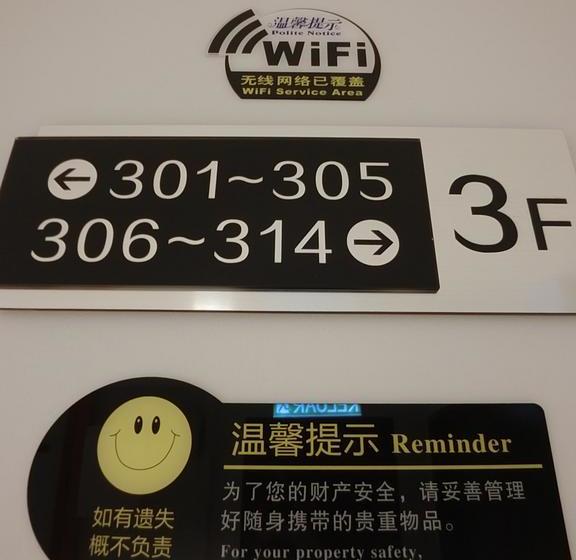 温馨提示
Polite Notice
WiFi
无线网络已覆盖
WiFi Service Area
301~305
306~314
3F
温馨提示 Reminder
为了您的财产安全，请妥善管理
好随身携带的贵重物品。
For your property safety,
如有遗失
概不负责